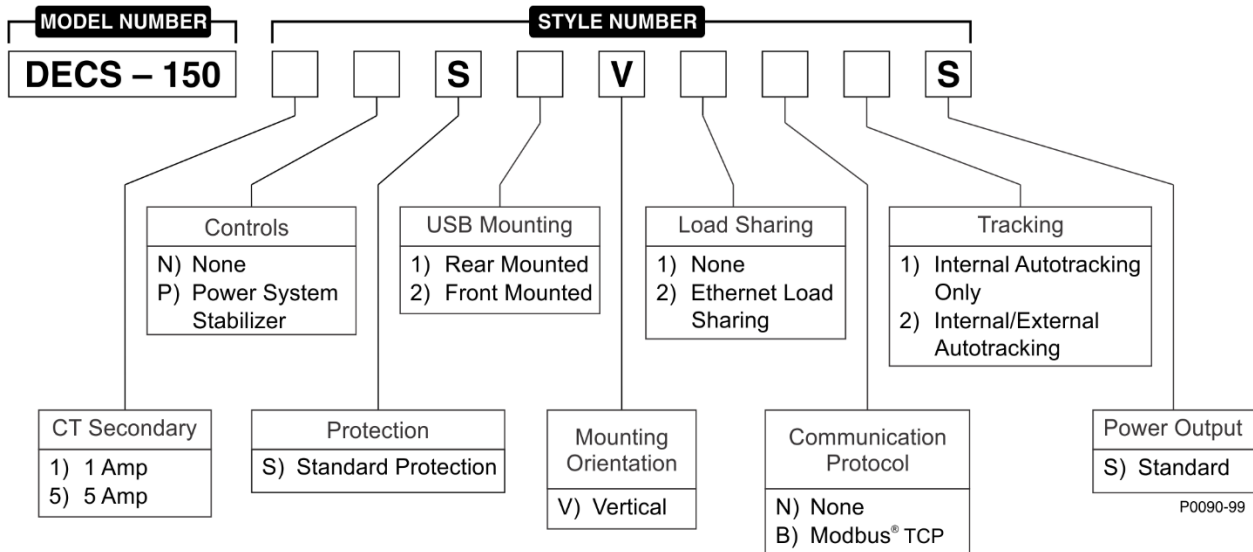 MODEL NUMBER
STYLE NUMBER
DECS – 150
S
V
S
Controls
N) None
P) Power System
Stabilizer
USB Mounting
1) Rear Mounted
2) Front Mounted
Load Sharing
1) None
2) Ethernet Load
Sharing
Tracking
1) Internal Autotracking
Only
2) Internal/External
Autotracking
CT Secondary
1) 1 Amp
5) 5 Amp
Protection
S) Standard Protection
Mounting
Orientation
V) Vertical
Communication
Protocol
N) None
B) Modbus® TCP
Power Output
S) Standard
P0090-99